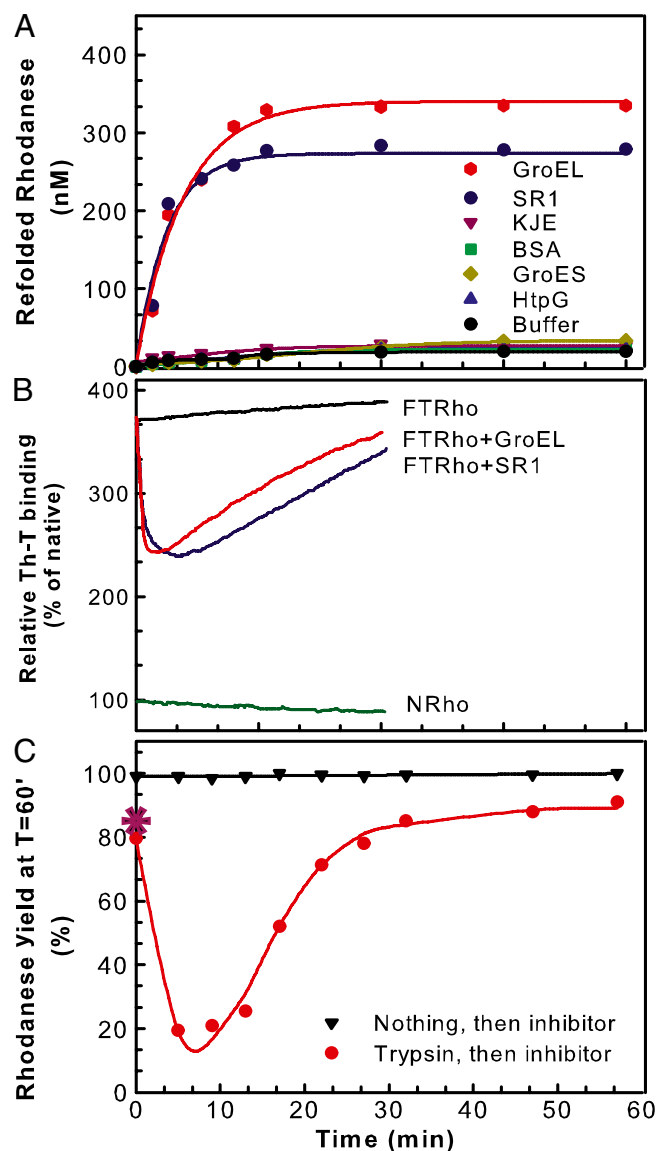 A
Refolded Rhodanese
(nM)
400
300
200
100
0
GroEL
SR1
KJE
BSA
GroES
HtpG
Buffer
B
Relative Th-T binding
(% of native)
400
300
200
100
FTRho
FTRho+GroEL
FTRho+SR1
NRho
C
Rhodanese Yield at T=60'
(%)
100
80
60
40
20
0
Nothing, then inhibitor
Trypsin, then inhibitor
0 10 20 30 40 50 60
Time (min)